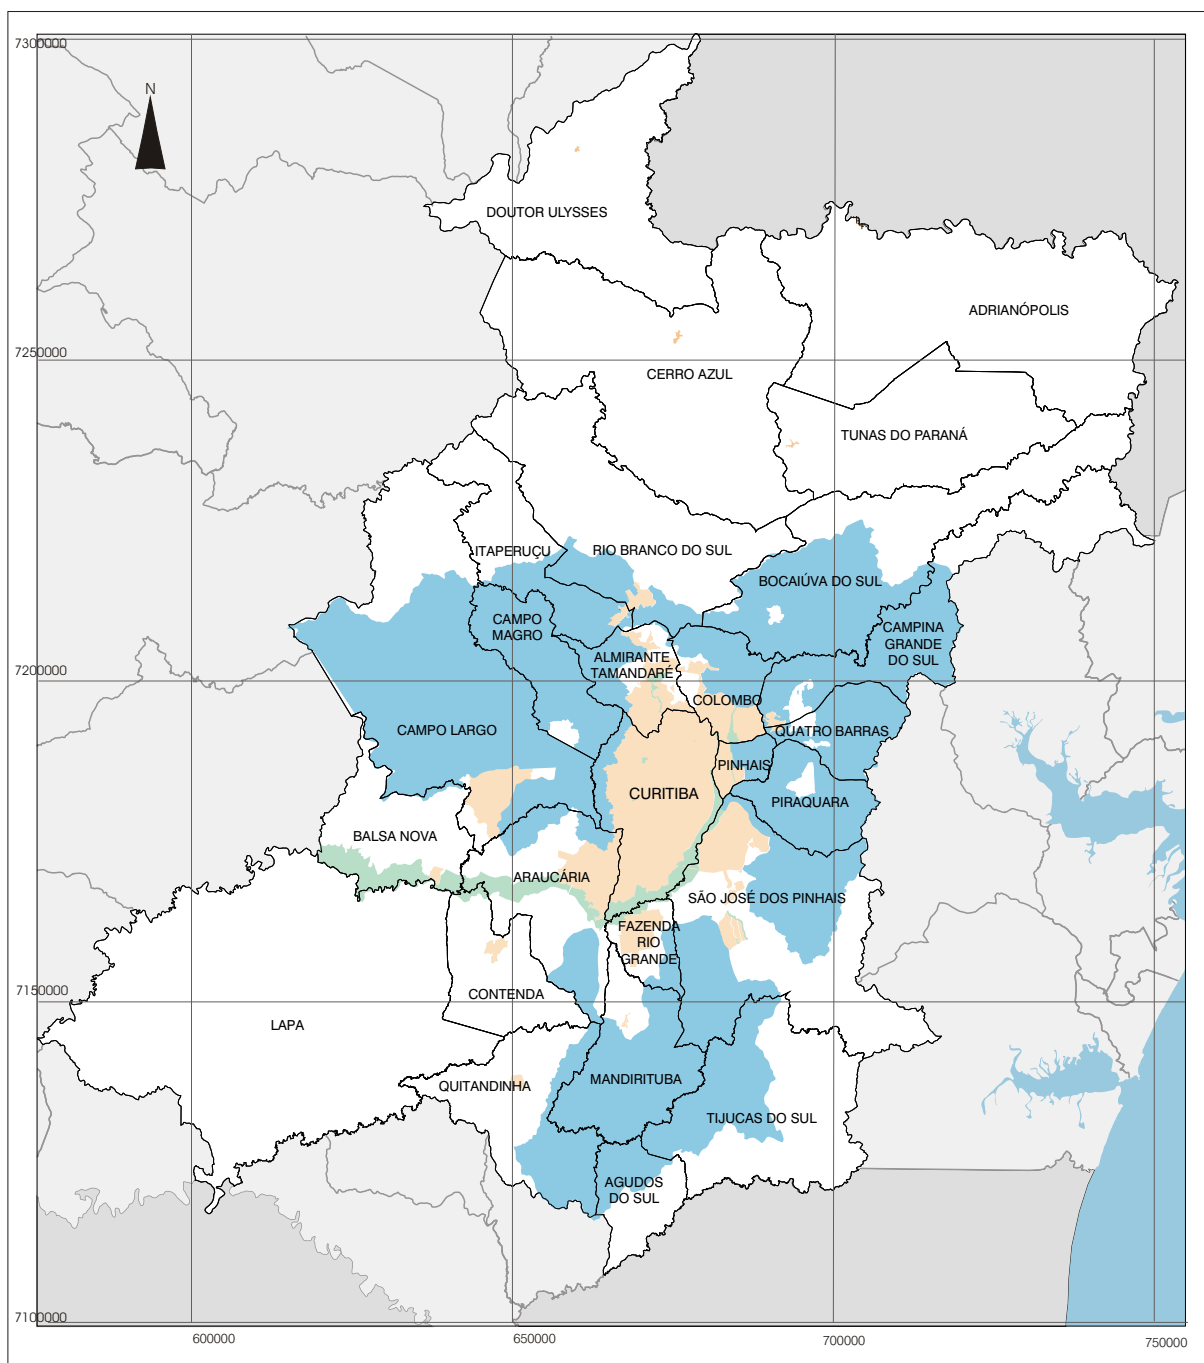 7300000
N
DOUTOR ULYSSES
ADRIANÓPOLIS
7250000
CERRO AZUL
TUNAS DO PARANÁ
ITAPERUÇU
RIO BRANCO DO SUL
BOCAIÚVA DO SUL
CAMPO
MAGRO
CAMPINA
GRANDE
DO SUL
ALMIRANTE
TAMANDARÉ
7200000
COLOMBO
CAMPO LARGO
QUATRO BARRAS
PINHAIS
CURITIBA
PIRAQUARA
BALSA NOVA
ARAUCÁRIA
SÃO JOSÉ DOS PINHAIS
FAZENDA
RIO
GRANDE
CONTENDA
7150000
LAPA
MANDIRITUBA
QUITANDINHA
TIJUCAS DO SUL
AGUDOS
DO SUL
7100000
600000
650000
700000
750000